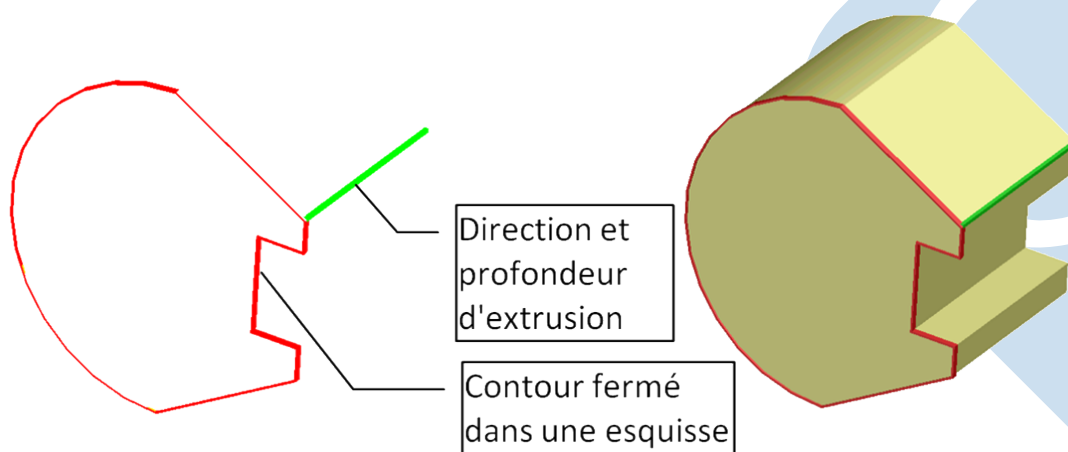 Direction et
profondeur
d'extrusion
Contour fermé
dans une esquisse